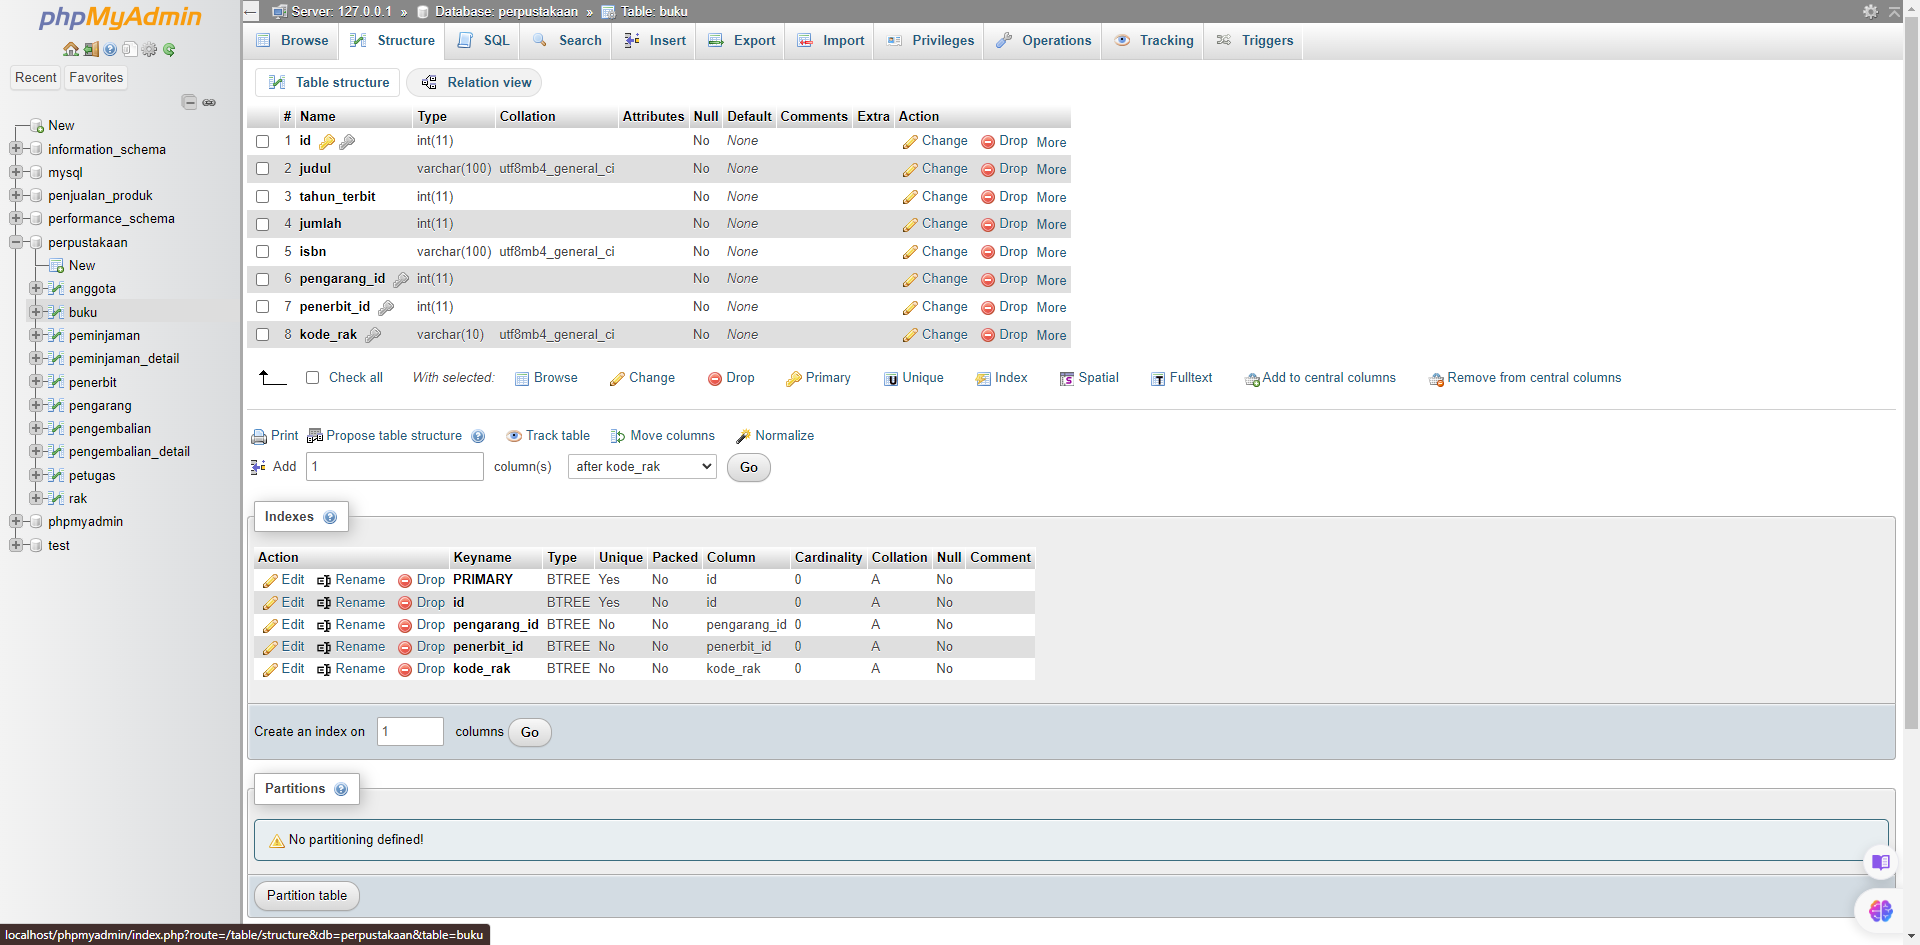 phpMyAdmin
Recent Favorites
New
information_schema
mysql
penjualan_produk
performance_schema
perpustakaan
New
anggota
buku
peminjaman
peminjaman_detail
penerbit
pengarang
pengembalian
pengembalian_detail
petugas
rak
phpmyadmin
test
Server: 127.0.0.1 » Database: perpustakaan » Table: buku
Browse Structure SQL Search Insert Export Import Privileges Operations Tracking Triggers
Table structure Relation view
# Name Type Collation Attributes Null Default Comments Extra Action
1 id int(11) No None Change Drop More
2 judul varchar(100) utf8mb4_general_ci No None Change Drop More
3 tahun_terbit int(11) No None Change Drop More
4 jumlah int(11) No None Change Drop More
5 isbn varchar(100) utf8mb4_general_ci No None Change Drop More
6 pengarang_id int(11) No None Change Drop More
7 penerbit_id int(11) No None Change Drop More
8 kode_rak varchar(10) utf8mb4_general_ci No None Change Drop More
Check all With selected: Browse Change Drop Primary Unique Index Spatial Fulltext Add to central columns Remove from central columns
Print Propose table structure Track table Move columns Normalize
Add 1 column(s) after kode_rak Go
Indexes
Action Keyname Type Unique Packed Column Cardinality Collation Null Comment
Edit Rename Drop PRIMARY BTREE Yes No id 0 A No
Edit Rename Drop id BTREE Yes No id 0 A No
Edit Rename Drop pengarang_id BTREE No No pengarang_id 0 A No
Edit Rename Drop penerbit_id BTREE No No penerbit_id 0 A No
Edit Rename Drop kode_rak BTREE No No kode_rak 0 A No
Create an index on 1 columns Go
Partitions
No partitioning defined!
Partition table
localhost/phpmyadmin/index.php?route=/table/structure&db=perpustakaan&table=buku